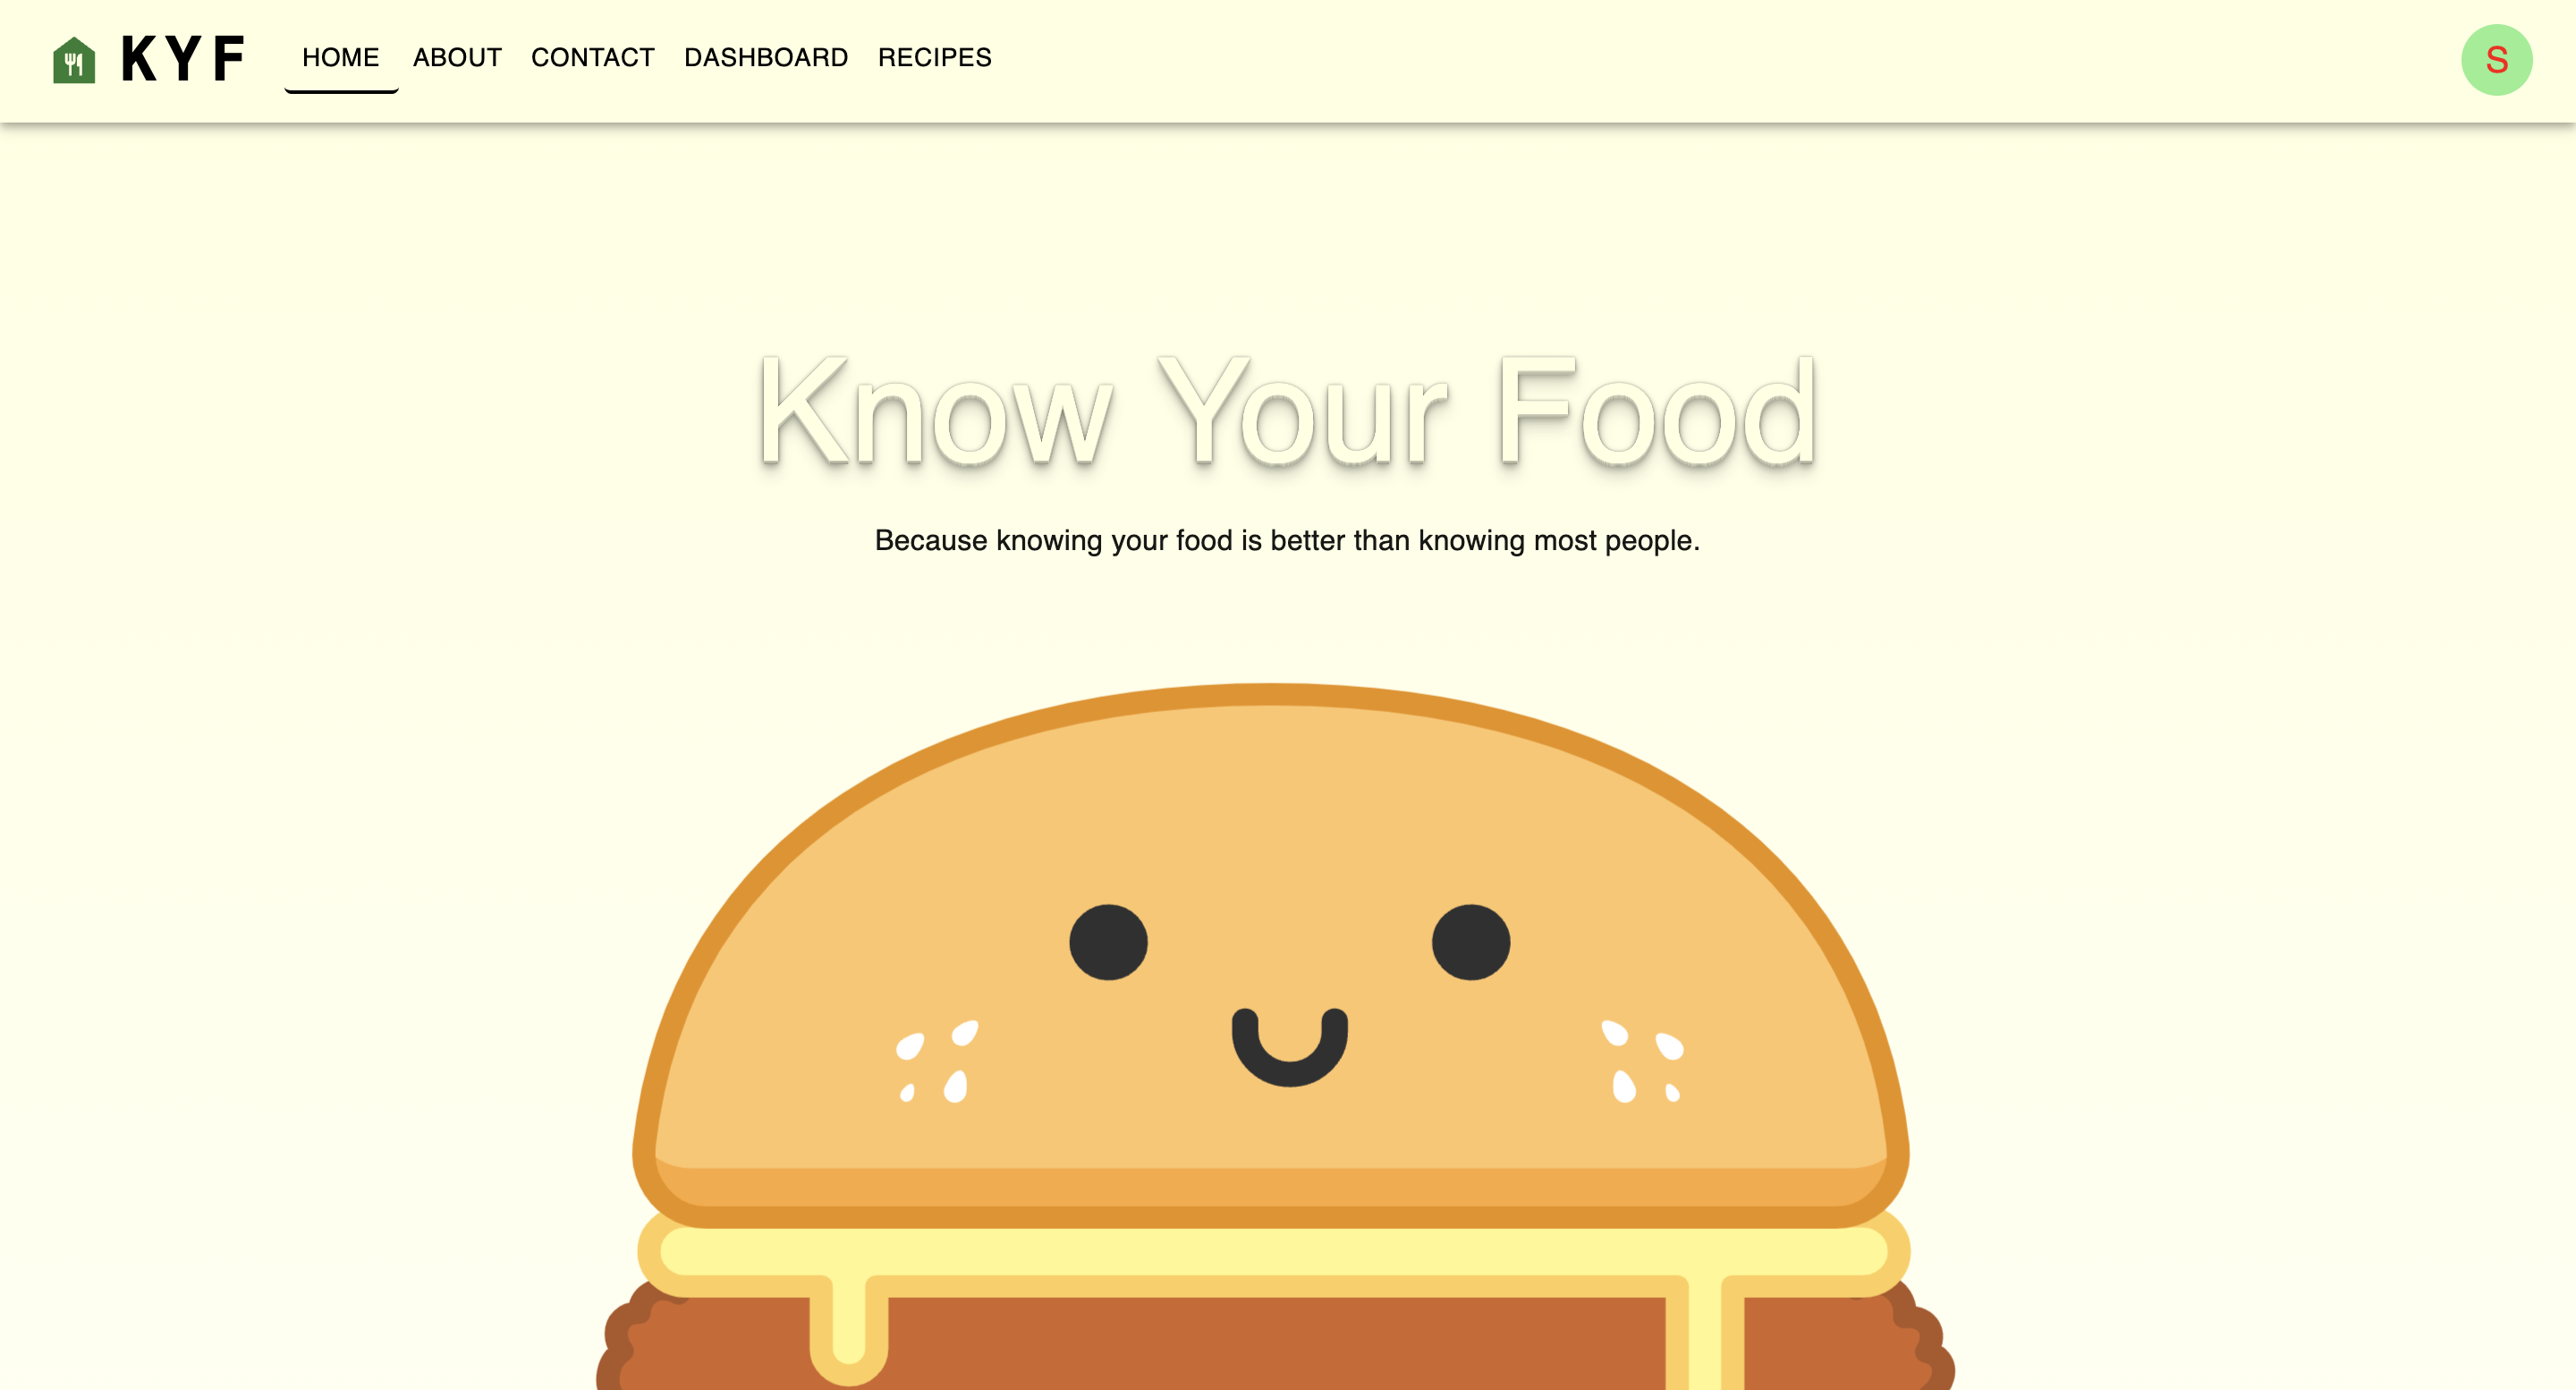 KYF HOME ABOUT CONTACT DASHBOARD RECIPES S
Know Your Food
Because knowing your food is better than knowing most people.